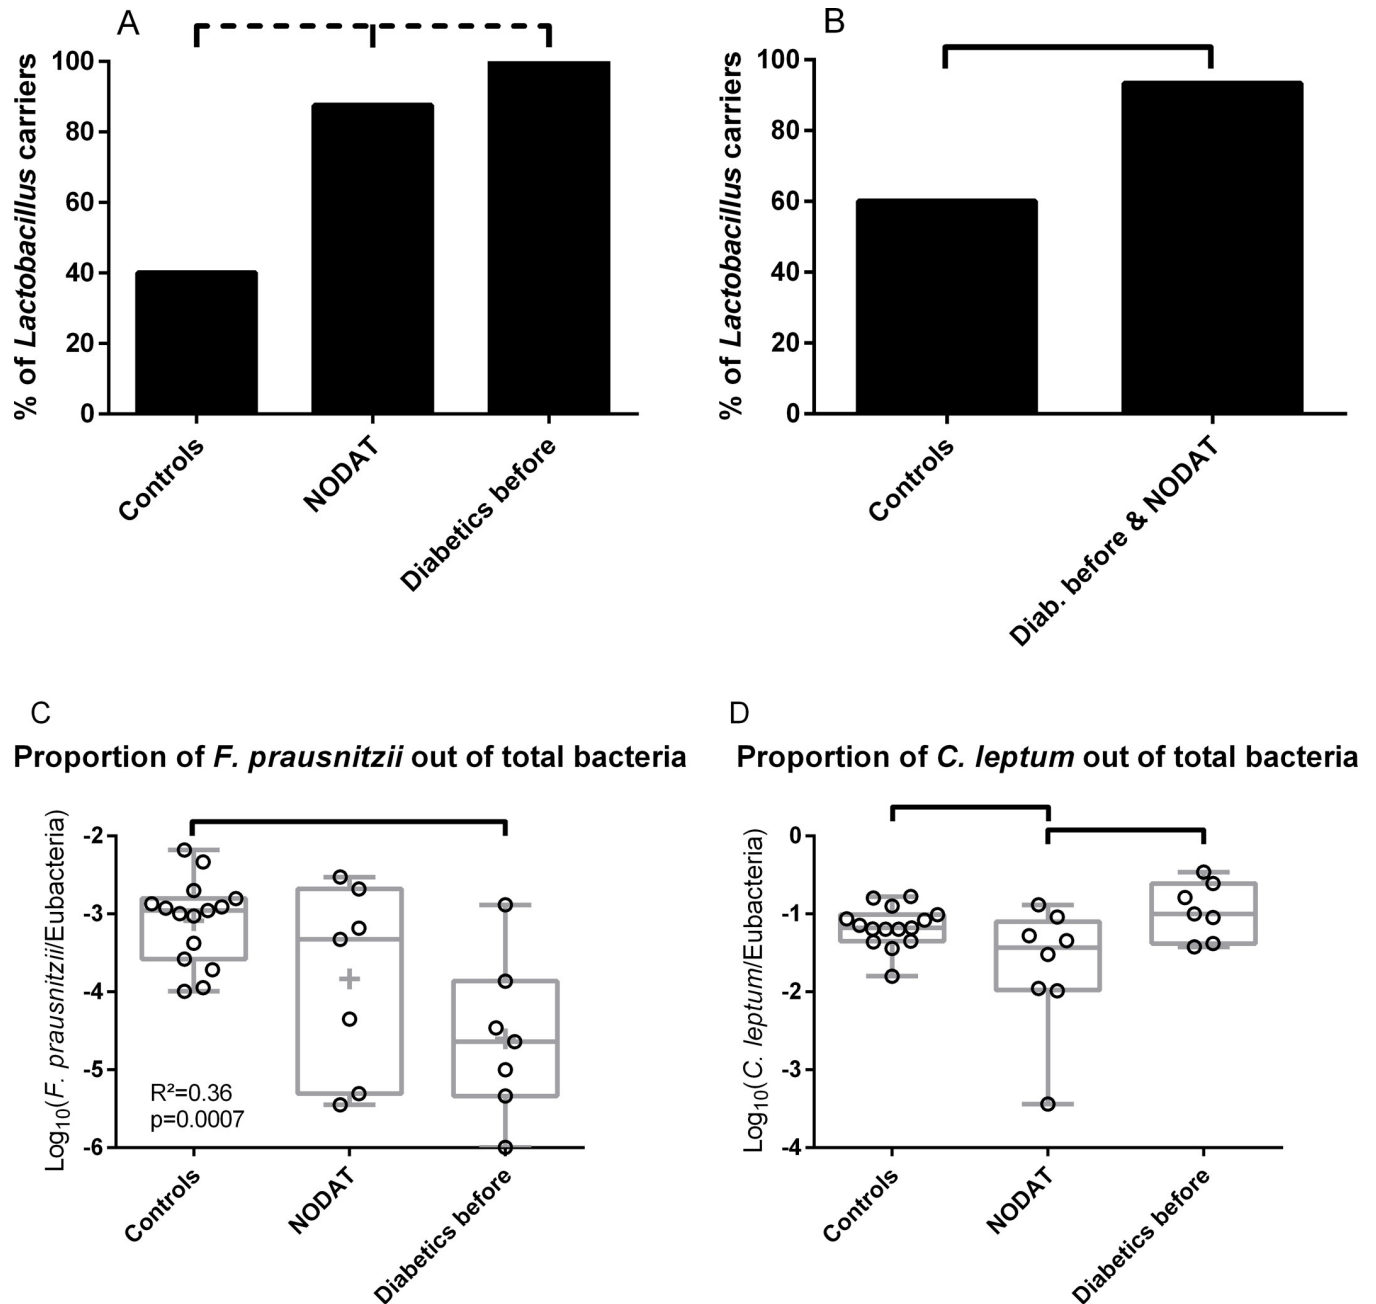 A
% of Lactobacillus carriers
100
80
60
40
20
0
Controls
NODAT
Diabetics before
B
% of Lactobacillus carriers
100
80
60
40
20
0
Controls
Diab. before & NODAT
C
Proportion of F. prausnitzii out of total bacteria
Log10(F. prausnitzii/Eubacteria)
-2
-3
-4
-5
-6
R²=0.36
p=0.0007
Controls
NODAT
Diabetics before
D
Proportion of C. leptum out of total bacteria
Log10(C. leptum/Eubacteria)
0
-1
-2
-3
-4
Controls
NODAT
Diabetics before